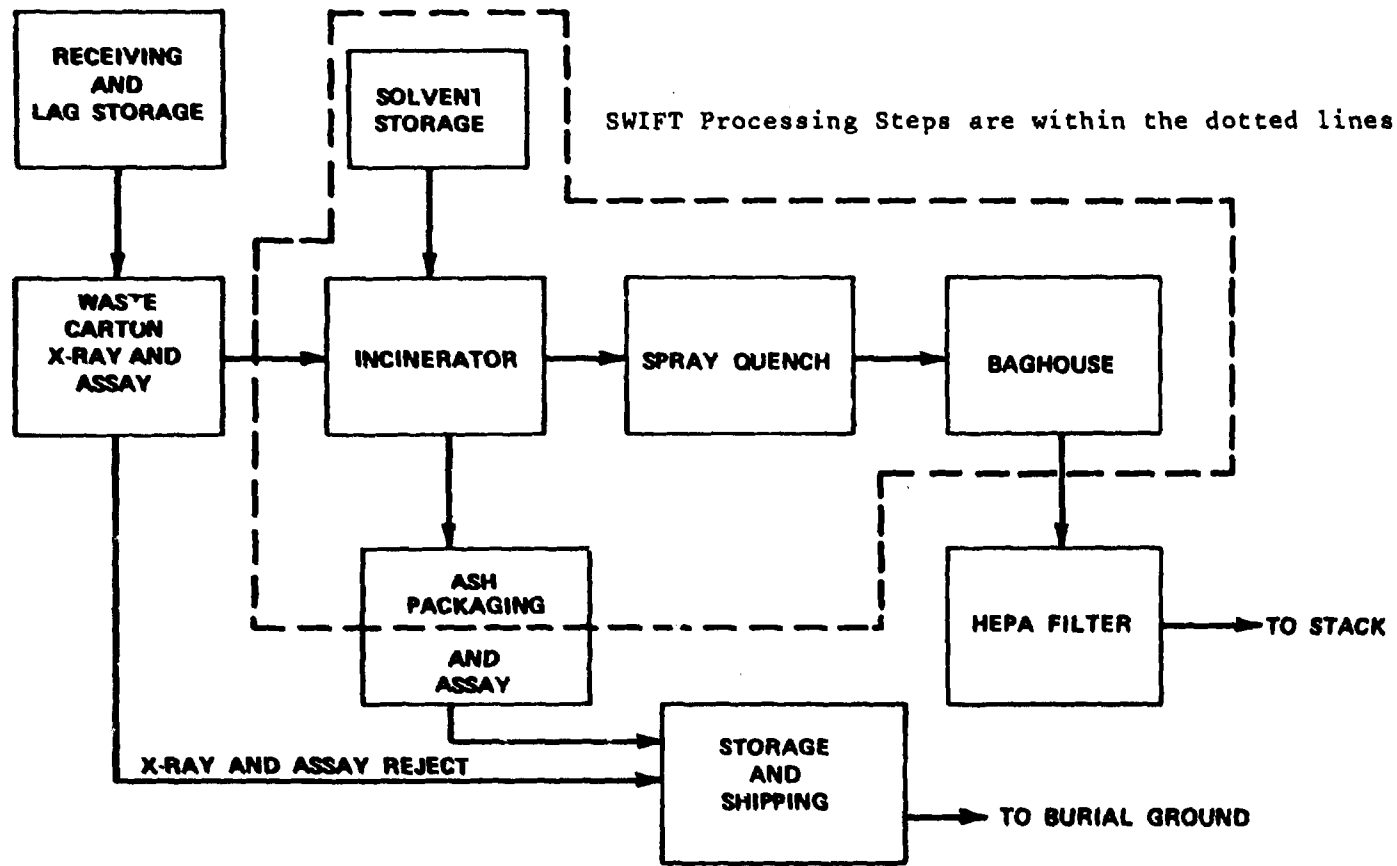 RECEIVING
AND
LAG STORAGE
SOLVENT
STORAGE
SWIFT Processing Steps are within the dotted lines
WASTE
CARTON
X-RAY AND
ASSAY
INCINERATOR
SPRAY QUENCH
BAGHOUSE
ASH
PACKAGING
AND
ASSAY
HEPA FILTER
TO STACK
X-RAY AND ASSAY REJECT
STORAGE
AND
SHIPPING
TO BURIAL GROUND